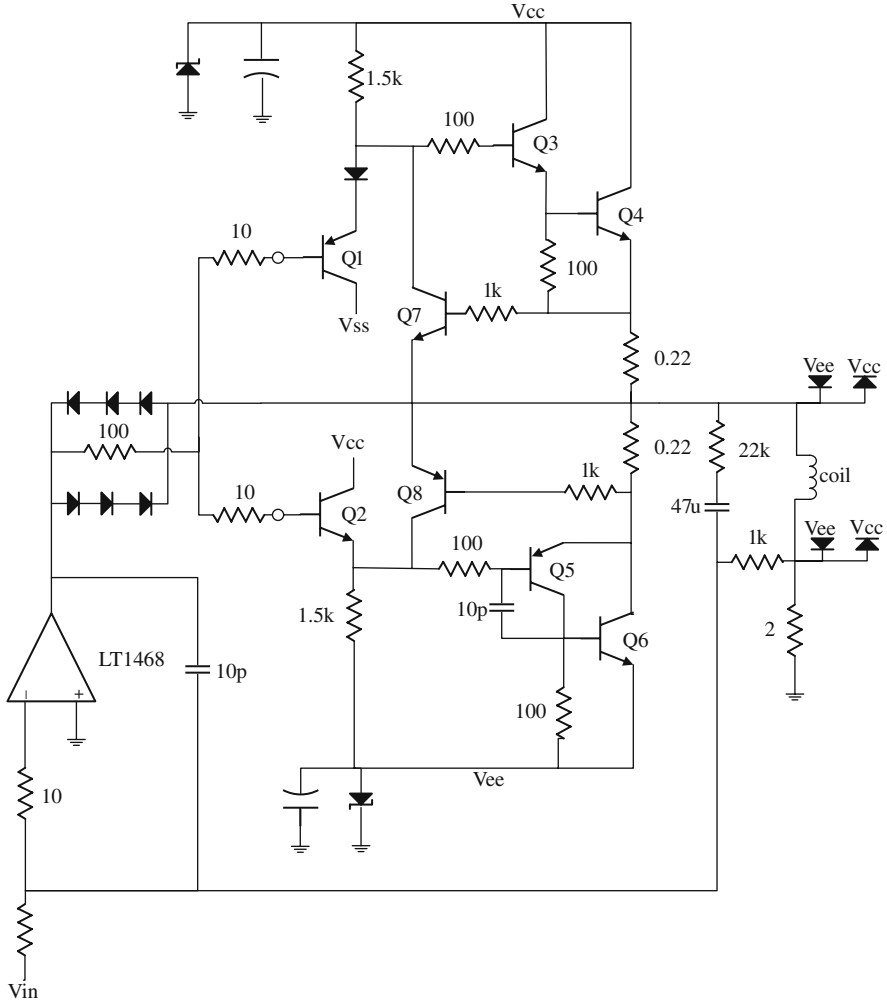 Vcc
1.5k
100
Q3
Q4
10
Q1
100
1k
Q7
Vss
0.22
Vee
Vcc
100
Vcc
1k
0.22
22k
coil
10
Q8
Q2
47u
Vee
Vcc
100
1k
Q5
10p
1.5k
Q6
2
LT1468
10p
100
– +
Vee
10
Vin